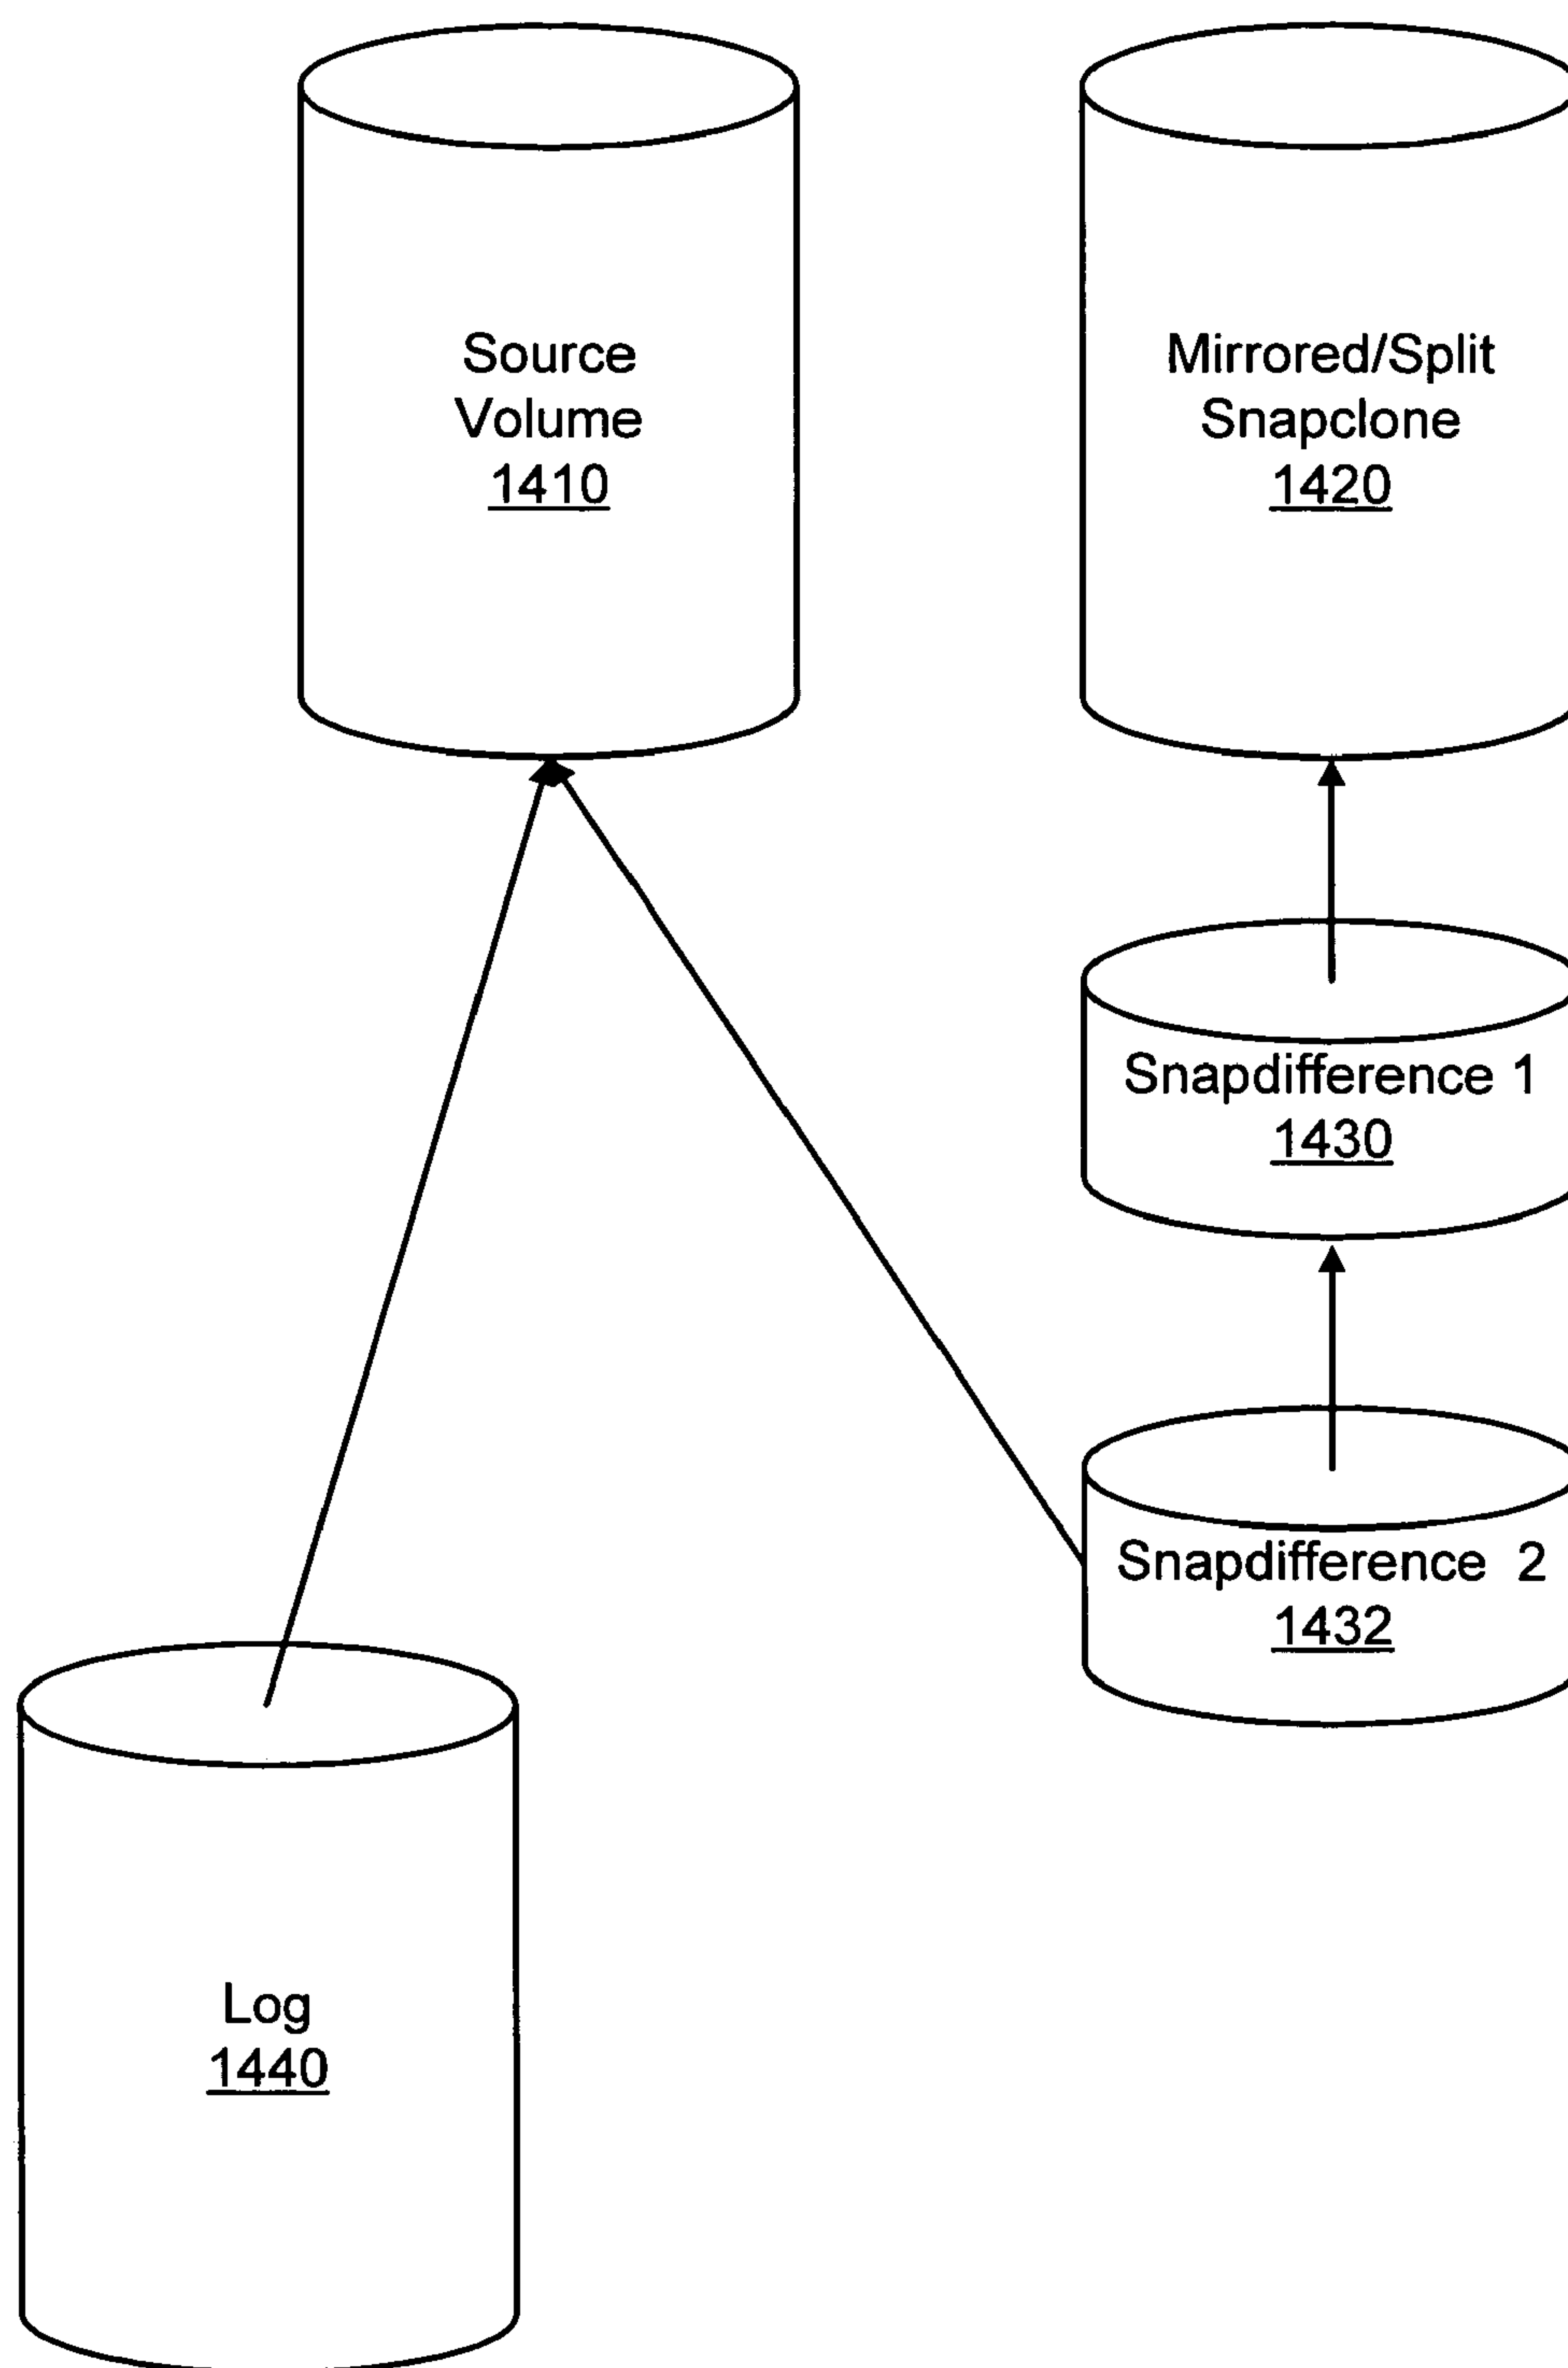 Source
Volume
1410
Mirrored/Split
Snapclone
1420
Snapdifference 1
1430
Snapdifference 2
1432
Log
1440